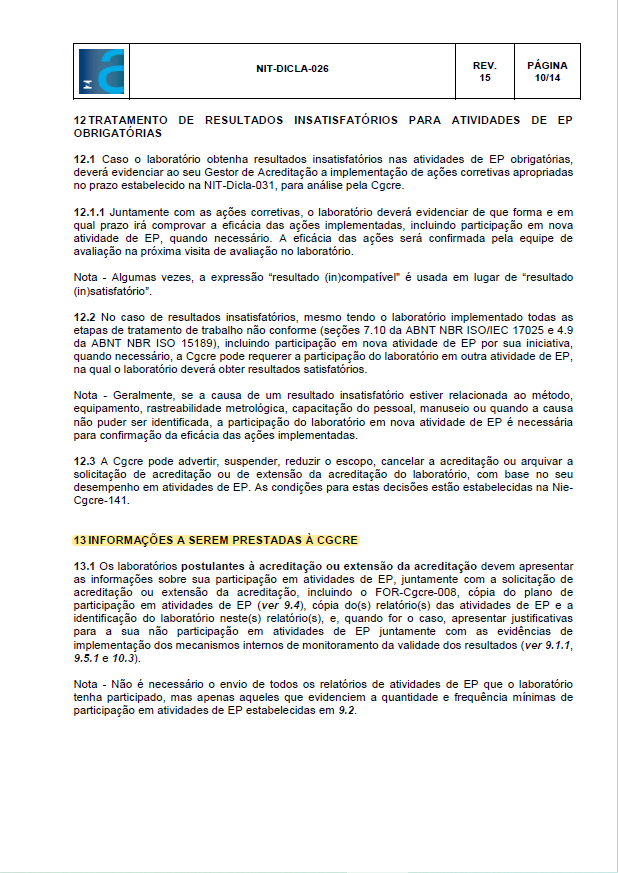 NIT-DICLA-026
REV.
15
PÁGINA
10/14
12 TRATAMENTO DE RESULTADOS INSATISFATÓRIOS PARA ATIVIDADES DE EP
OBRIGATÓRIAS
12.1 Caso o laboratório obtenha resultados insatisfatórios nas atividades de EP obrigatórias,
deverá evidenciar ao seu Gestor de Acreditação a implementação de ações corretivas apropriadas
no prazo estabelecido na NIT-Dicla-031, para análise pela Cgcre.
12.1.1 Juntamente com as ações corretivas, o laboratório deverá evidenciar de que forma e em
qual prazo irá comprovar a eficácia das ações implementadas, incluindo participação em nova
atividade de EP, quando necessário. A eficácia das ações será confirmada pela equipe de
avaliação na próxima visita de avaliação no laboratório.
Nota - Algumas vezes, a expressão “resultado (in)compatível” é usada em lugar de “resultado
(in)satisfatório”.
12.2 No caso de resultados insatisfatórios, mesmo tendo o laboratório implementado todas as
etapas de tratamento de trabalho não conforme (seções 7.10 da ABNT NBR ISO/IEC 17025 e 4.9
da ABNT NBR ISO 15189), incluindo participação em nova atividade de EP por sua iniciativa,
quando necessário, a Cgcre pode requerer a participação do laboratório em outra atividade de EP,
na qual o laboratório deverá obter resultados satisfatórios.
Nota - Geralmente, se a causa de um resultado insatisfatório estiver relacionada ao método,
equipamento, rastreabilidade metrológica, capacitação do pessoal, manuseio ou quando a causa
não puder ser identificada, a participação do laboratório em nova atividade de EP é necessária
para confirmação da eficácia das ações implementadas.
12.3 A Cgcre pode advertir, suspender, reduzir o escopo, cancelar a acreditação ou arquivar a
solicitação de acreditação ou de extensão da acreditação do laboratório, com base no seu
desempenho em atividades de EP. As condições para estas decisões estão estabelecidas na Nie-
Cgcre-141.
13 INFORMAÇÕES A SEREM PRESTADAS À CGCRE
13.1 Os laboratórios postulantes à acreditação ou extensão da acreditação devem apresentar
as informações sobre sua participação em atividades de EP, juntamente com a solicitação de
acreditação ou extensão da acreditação, incluindo o FOR-Cgcre-008, cópia do plano de
participação em atividades de EP (ver 9.4), cópia do(s) relatório(s) das atividades de EP e a
identificação do laboratório neste(s) relatório(s), e, quando for o caso, apresentar justificativas
para a sua não participação em atividades de EP juntamente com as evidências de
implementação dos mecanismos internos de monitoramento da validade dos resultados (ver 9.1.1,
9.5.1 e 10.3).
Nota - Não é necessário o envio de todos os relatórios de atividades de EP que o laboratório
tenha participado, mas apenas aqueles que evidenciem a quantidade e frequência mínimas de
participação em atividades de EP estabelecidas em 9.2.